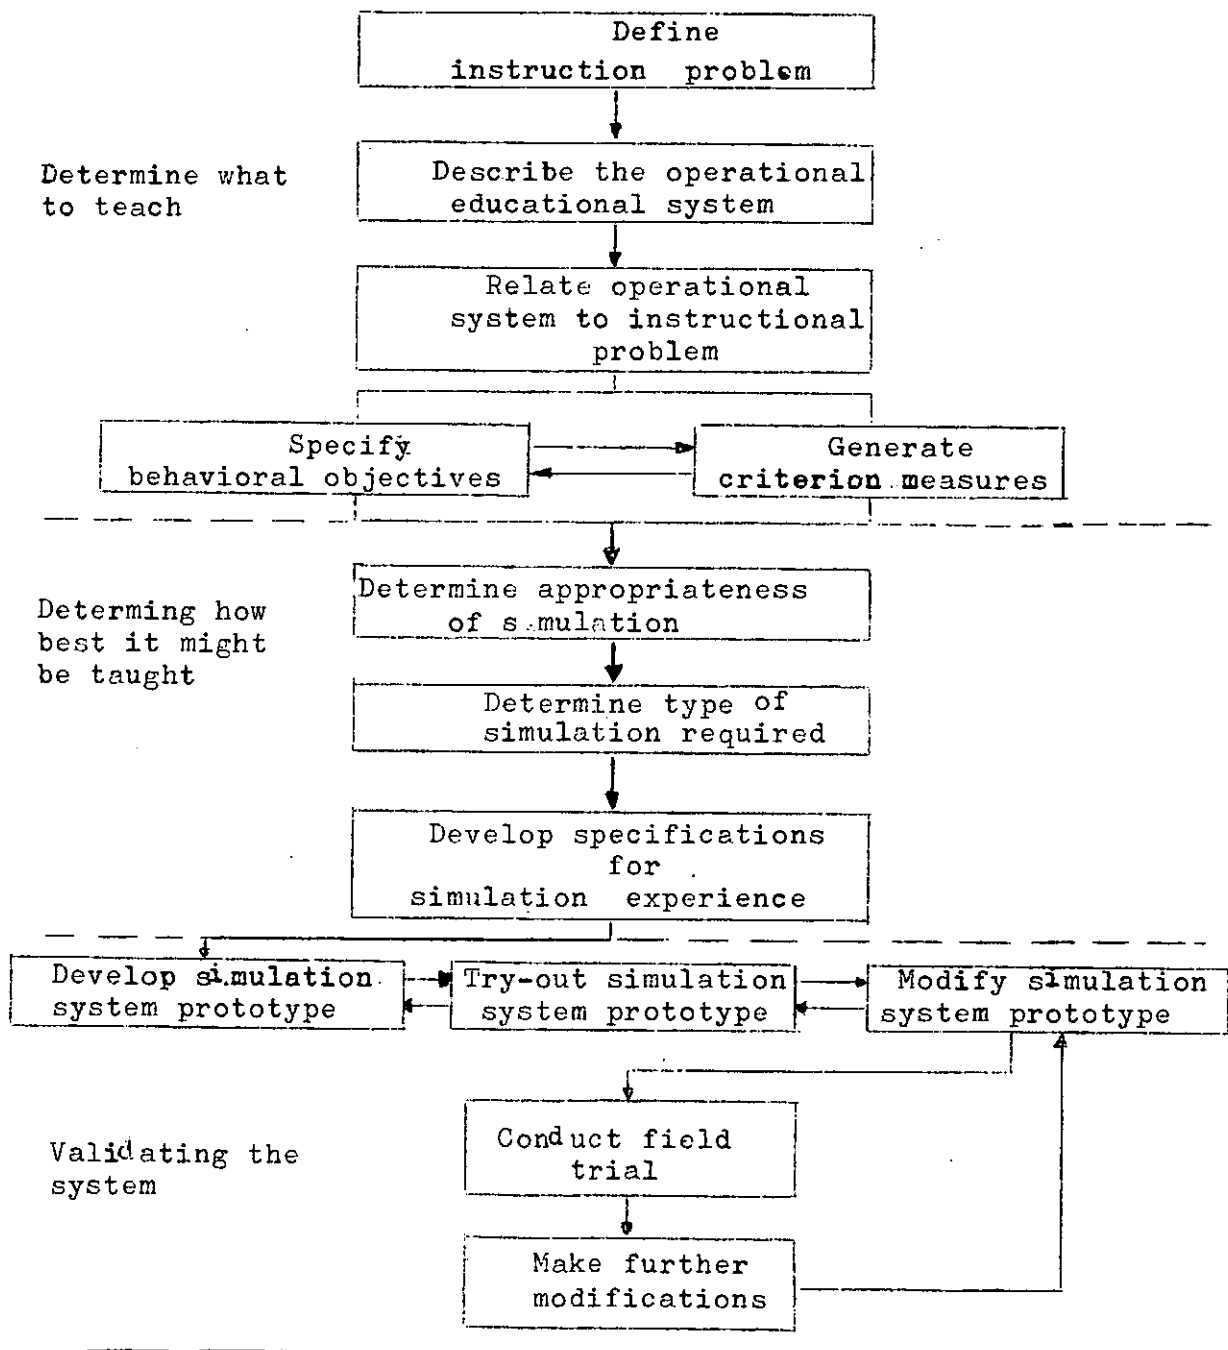 Define
instruction problem
Determine what
to teach
Describe the operational
educational system
Relate operational
system to instructional
problem
Specify
behavioral objectives
Generate
criterion measures
Determing how
best it might
be taught
Determine appropriateness
of simulation
Determine type of
simulation required
Develop specifications
for
simulation experience
Develop simulation
system prototype
Try-out simulation
system prototype
Modify simulation
system prototype
Validating the
system
Conduct field
trial
Make further
modifications